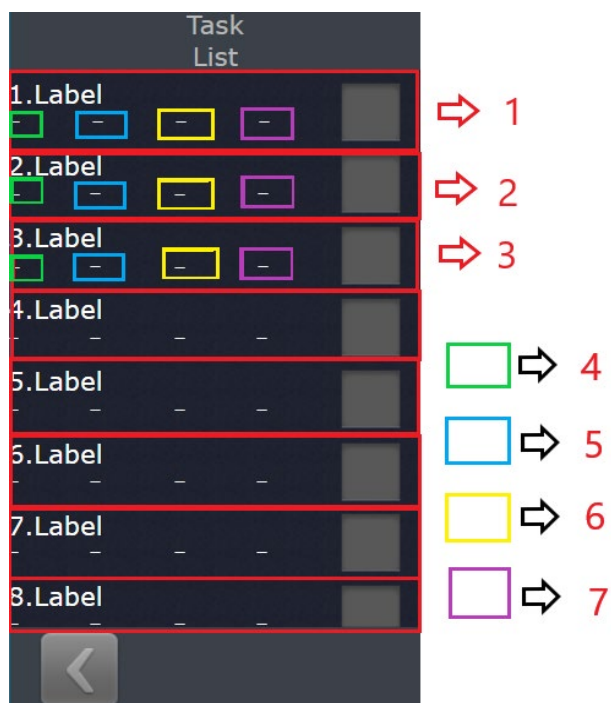 Task
List
1.Label
– – – –
1
2.Label
– – – –
2
3.Label
– – – –
3
4.Label
– – – –
4
5.Label
– – – –
5
6.Label
– – – –
6
7.Label
– – – –
7
8.Label
– – – –